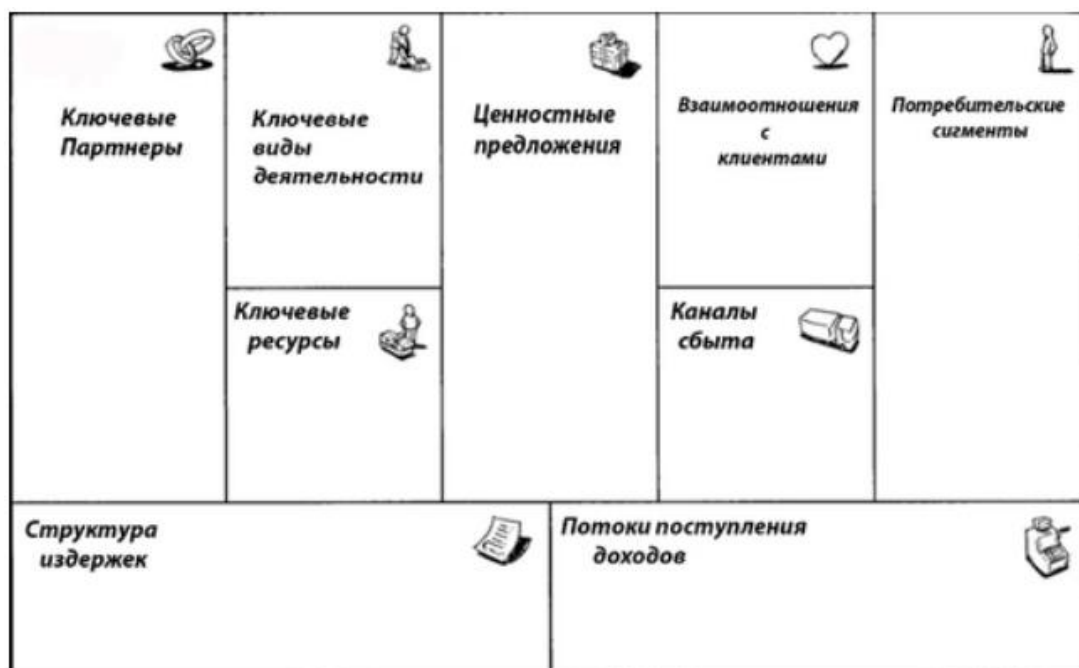 Ключевые
Партнеры
Ключевые
виды
деятельности
Ценностные
предложения
Взаимоотношения
с
клиентами
Потребительские
сигменты
Ключевые
ресурсы
Каналы
сбыта
Структура
издержек
Потоки поступления
доходов